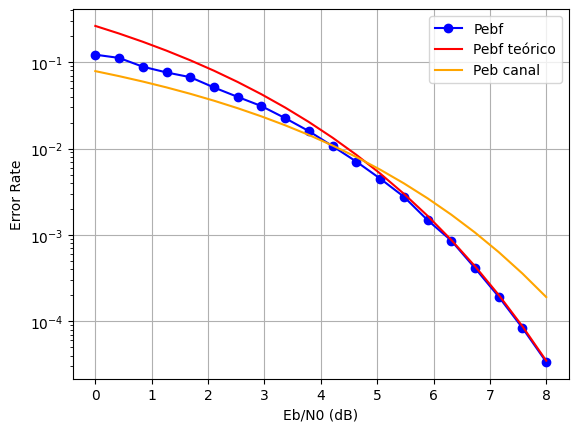 Pebf
Pebf teórico
Peb canal
10⁻¹
10⁻²
10⁻³
10⁻⁴
Error Rate
0 1 2 3 4 5 6 7 8
Eb/N0 (dB)